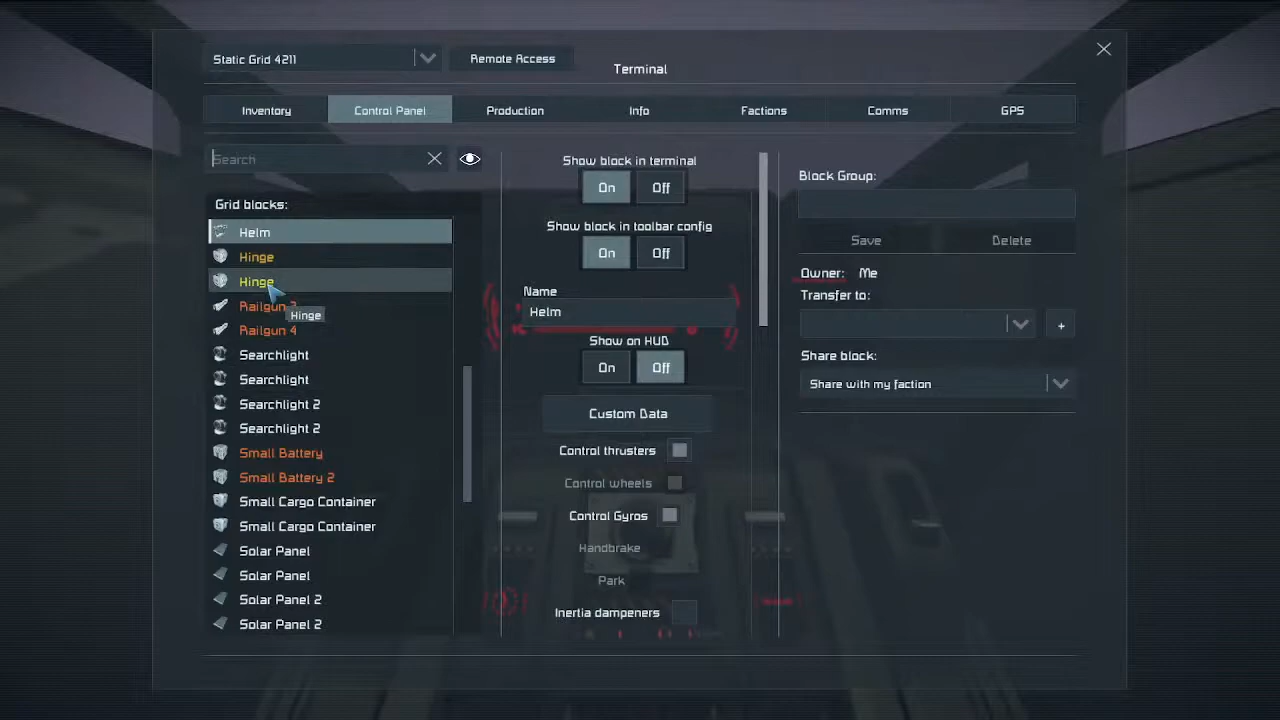 Static Grid 4211
Remote Access
Terminal
Inventory
Control Panel
Production
Info
Factions
Comms
GPS
Search
Grid blocks:
Helm
Hinge
Hinge
Railgun 3
Hinge
Railgun 4
Searchlight
Searchlight
Searchlight 2
Searchlight 2
Small Battery
Small Battery 2
Small Cargo Container
Small Cargo Container
Solar Panel
Solar Panel
Solar Panel 2
Solar Panel 2
Show block in terminal
On Off
Show block in toolbar config
On Off
Name
Helm
Show on HUD
On Off
Custom Data
Control thrusters
Control wheels
Control Gyros
Handbrake
Park
Inertia dampeners
Block Group:
Save Delete
Owner: Me
Transfer to:
+
Share block:
Share with my faction